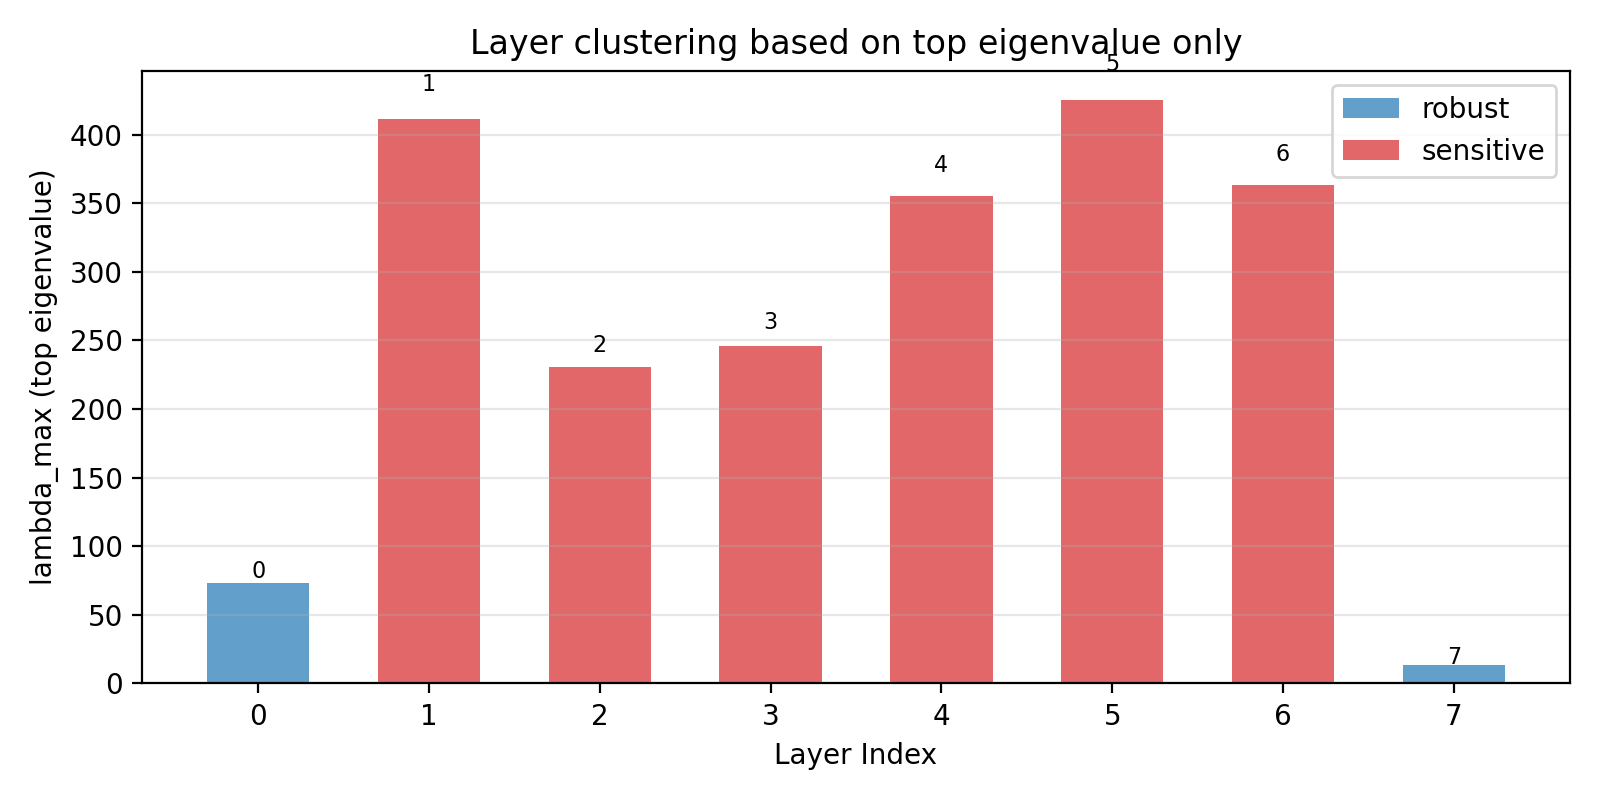 Layer clustering based on top eigenvalue only
5
1
robust
sensitive
6
4
3
2
0
7
400
350
300
250
200
150
100
50
0
lambda_max (top eigenvalue)
0 1 2 3 4 5 6 7
Layer Index